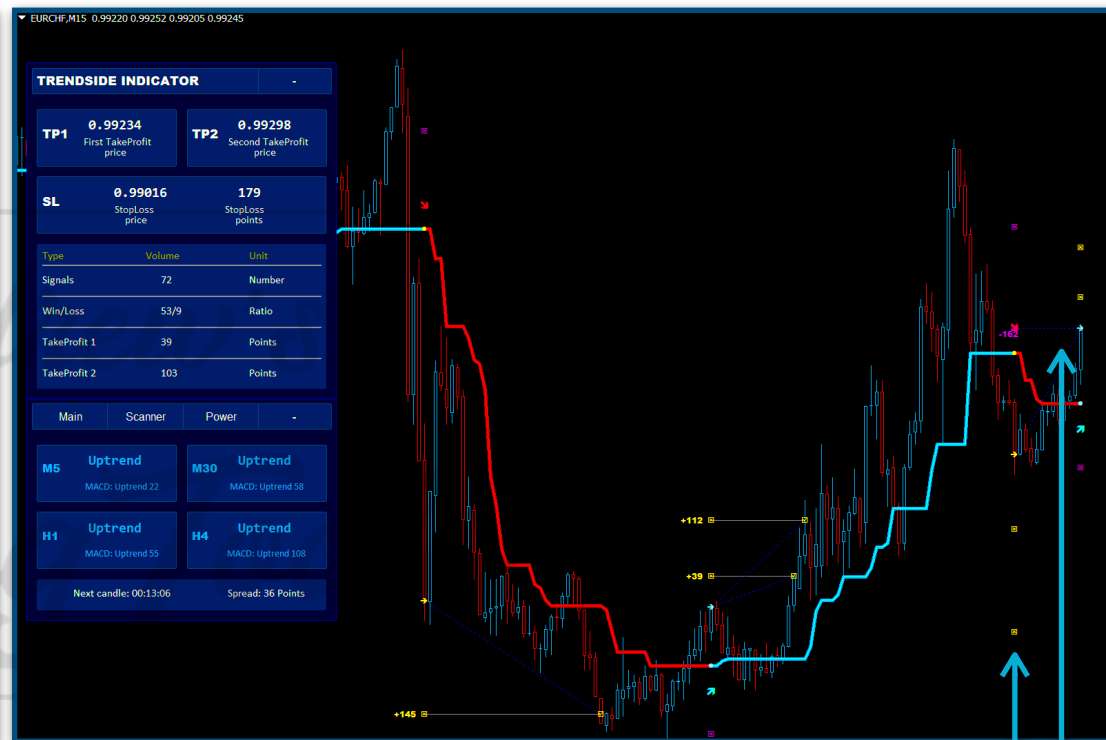 EURCHF,M15 0.99220 0.99252 0.99205 0.99245
TRENDSIDE INDICATOR -
TP1 0.99234 First TakeProfit price
TP2 0.99298 Second TakeProfit price
SL 0.99016 StopLoss price 179 StopLoss points
Type Volume Unit
Signals 72 Number
Win/Loss 53/9 Ratio
TakeProfit 1 39 Points
TakeProfit 2 103 Points
Main Scanner Power -
M5 Uptrend MACD: Uptrend 22
M30 Uptrend MACD: Uptrend 58
H1 Uptrend MACD: Uptrend 55
H4 Uptrend MACD: Uptrend 108
Next candle: 00:13:06 Spread: 36 Points
-162
+112
+39
+145